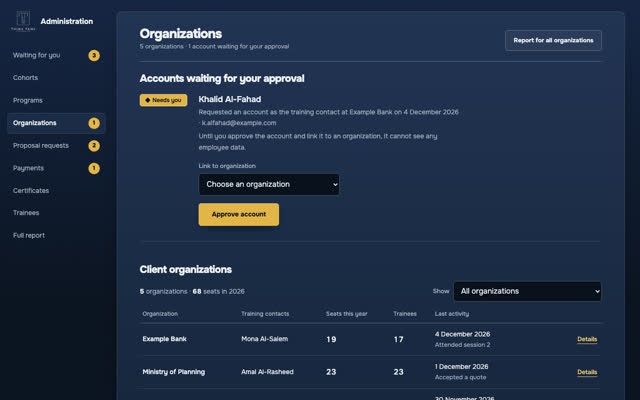 THINK FENS
Administration
Waiting for you 3
Cohorts
Programs
Organizations 1
Proposal requests 2
Payments 1
Certificates
Trainees
Full report
Organizations
5 organizations · 1 account waiting for your approval
Report for all organizations
Accounts waiting for your approval
◆ Needs you
Khalid Al-Fahad
Requested an account as the training contact at Example Bank on 4 December 2026
· k.alfahad@example.com
Until you approve the account and link it to an organization, it cannot see any
employee data.
Link to organization
Choose an organization
Approve account
Client organizations
5 organizations · 68 seats in 2026
Show All organizations
Organization Training contacts Seats this year Trainees Last activity
Example Bank Mona Al-Salem 19 17 4 December 2026 Details
Attended session 2
Ministry of Planning Amal Al-Rasheed 23 23 1 December 2026 Details
Accepted a quote
30 November 2026